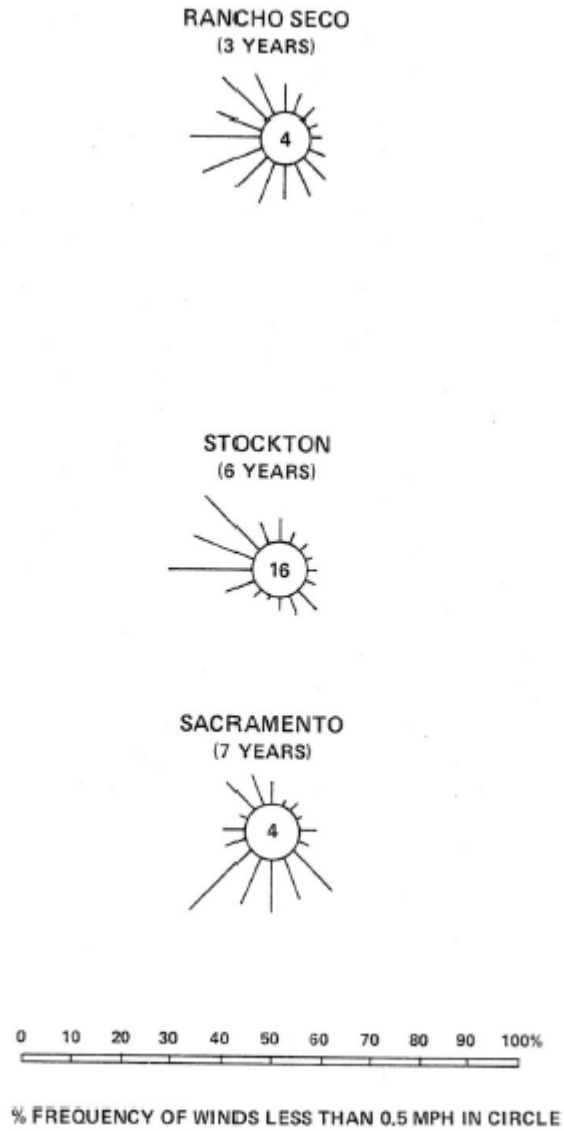 RANCHO SECO
(3 YEARS)
4
STOCKTON
(6 YEARS)
16
SACRAMENTO
(7 YEARS)
4
0 10 20 30 40 50 60 70 80 90 100%
% FREQUENCY OF WINDS LESS THAN 0.5 MPH IN CIRCLE